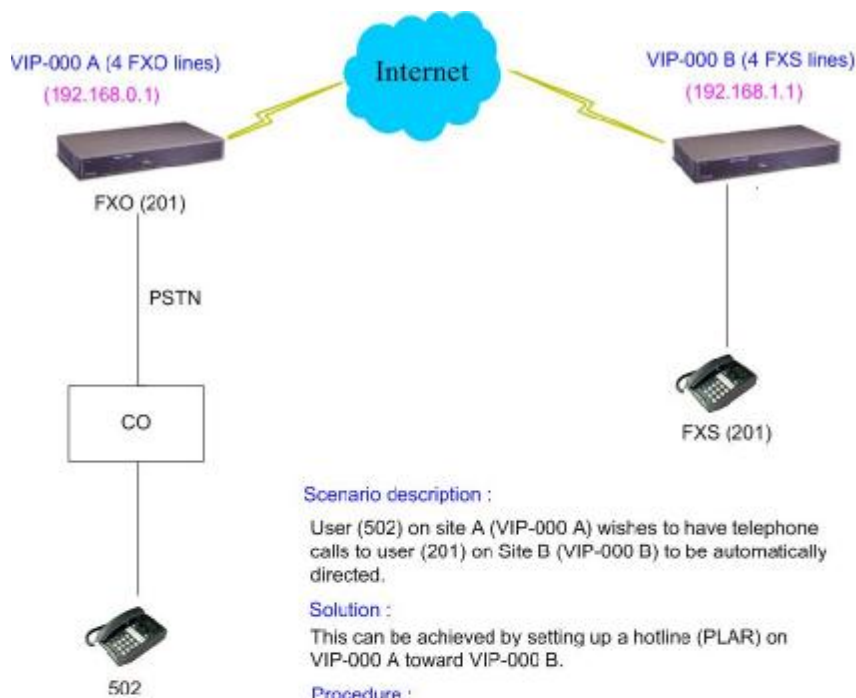 VIP-000 A (4 FXO lines)
(192.168.0.1)
Internet
VIP-000 B (4 FXS lines)
(192.168.1.1)
FXO (201)
PSTN
CO
FXS (201)
502
Scenario description :
User (502) on site A (VIP-000 A) wishes to have telephone
calls to user (201) on Site B (VIP-000 B) to be automatically
directed.
Solution :
This can be achieved by setting up a hotline (PLAR) on
VIP-000 A toward VIP-000 B.
Procedure :